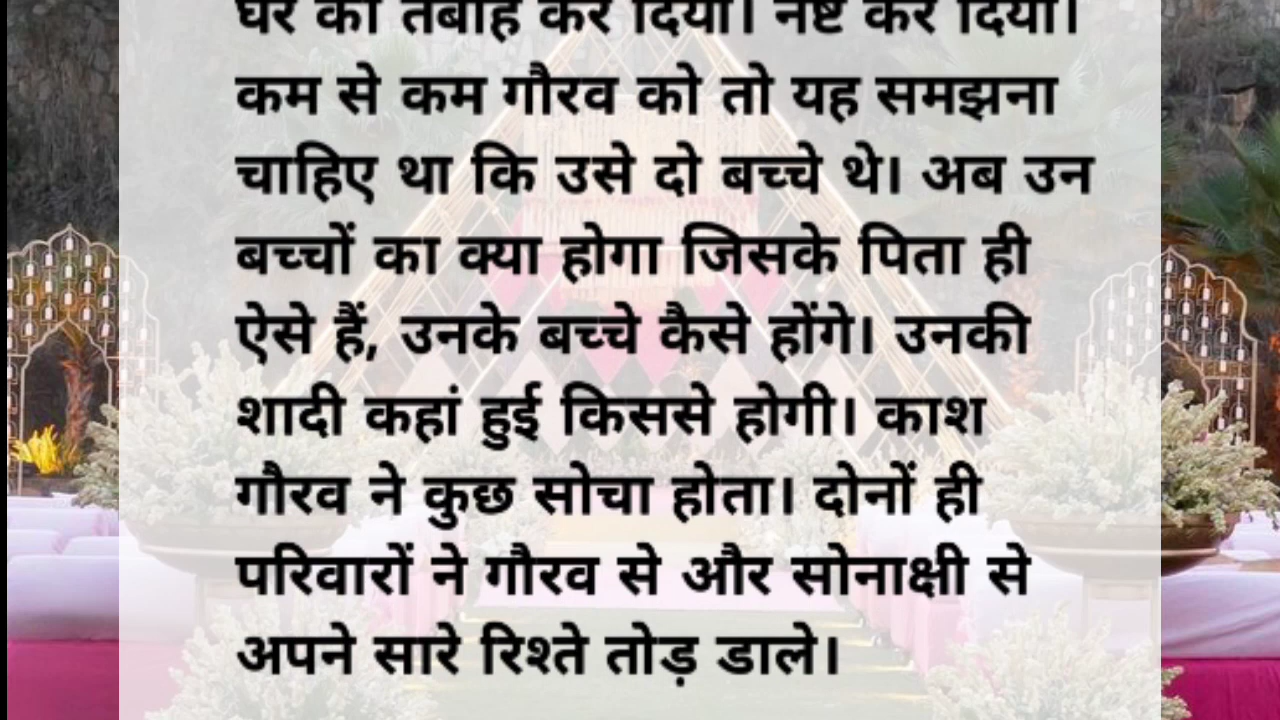 घर को तबाह कर दिया। नष्ट कर दिया।
कम से कम गौरव को तो यह समझना
चाहिए था कि उसे दो बच्चे थे। अब उन
बच्चों का क्या होगा जिसके पिता ही
ऐसे हैं, उनके बच्चे कैसे होंगे। उनकी
शादी कहां हुई किससे होगी। काश
गौरव ने कुछ सोचा होता। दोनों ही
परिवारों ने गौरव से और सोनाक्षी से
अपने सारे रिश्ते तोड़ डाले।